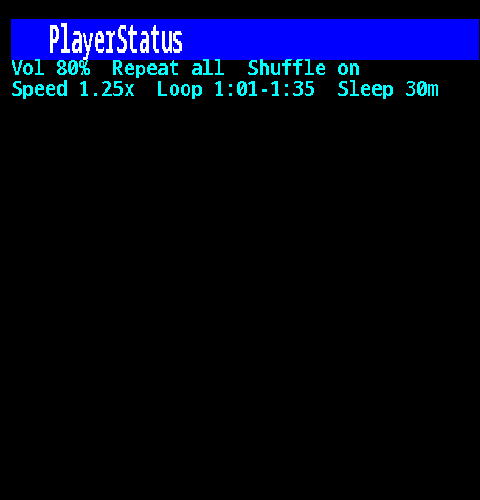 PlayerStatus
Vol 80%  Repeat all  Shuffle on
Speed 1.25x  Loop 1:01-1:35  Sleep 30m